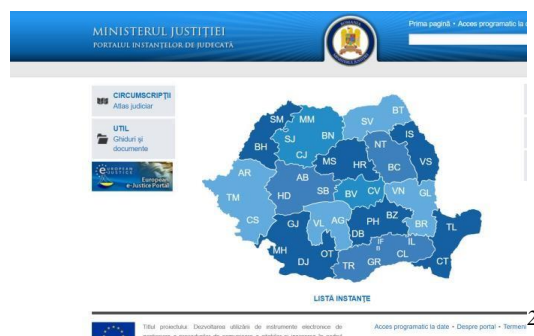 MINISTERUL JUSTIȚIEI
PORTALUL INSTANȚELOR DE JUDECATĂ
Prima pagină • Acces programatic la
CIRCUMSCRIPȚII
Atlas judiciar
UTIL
Ghiduri și
documente
EUROPEAN
JUSTICE
European
e-Justice Portal
SM MM SV BT
BH SJ BN NT IS
CJ MS HR BC VS
AR AB
TM HD SB BV CV VN GL
CS GJ VL AG PH BZ BR TL
DB
MH DJ OT TR GR IF B IL CL CT
LISTĂ INSTANȚE
Titlul proiectului: Dezvoltarea utilizării de instrumente electronice de
Acces programatic la date • Despre portal • Termeni
2